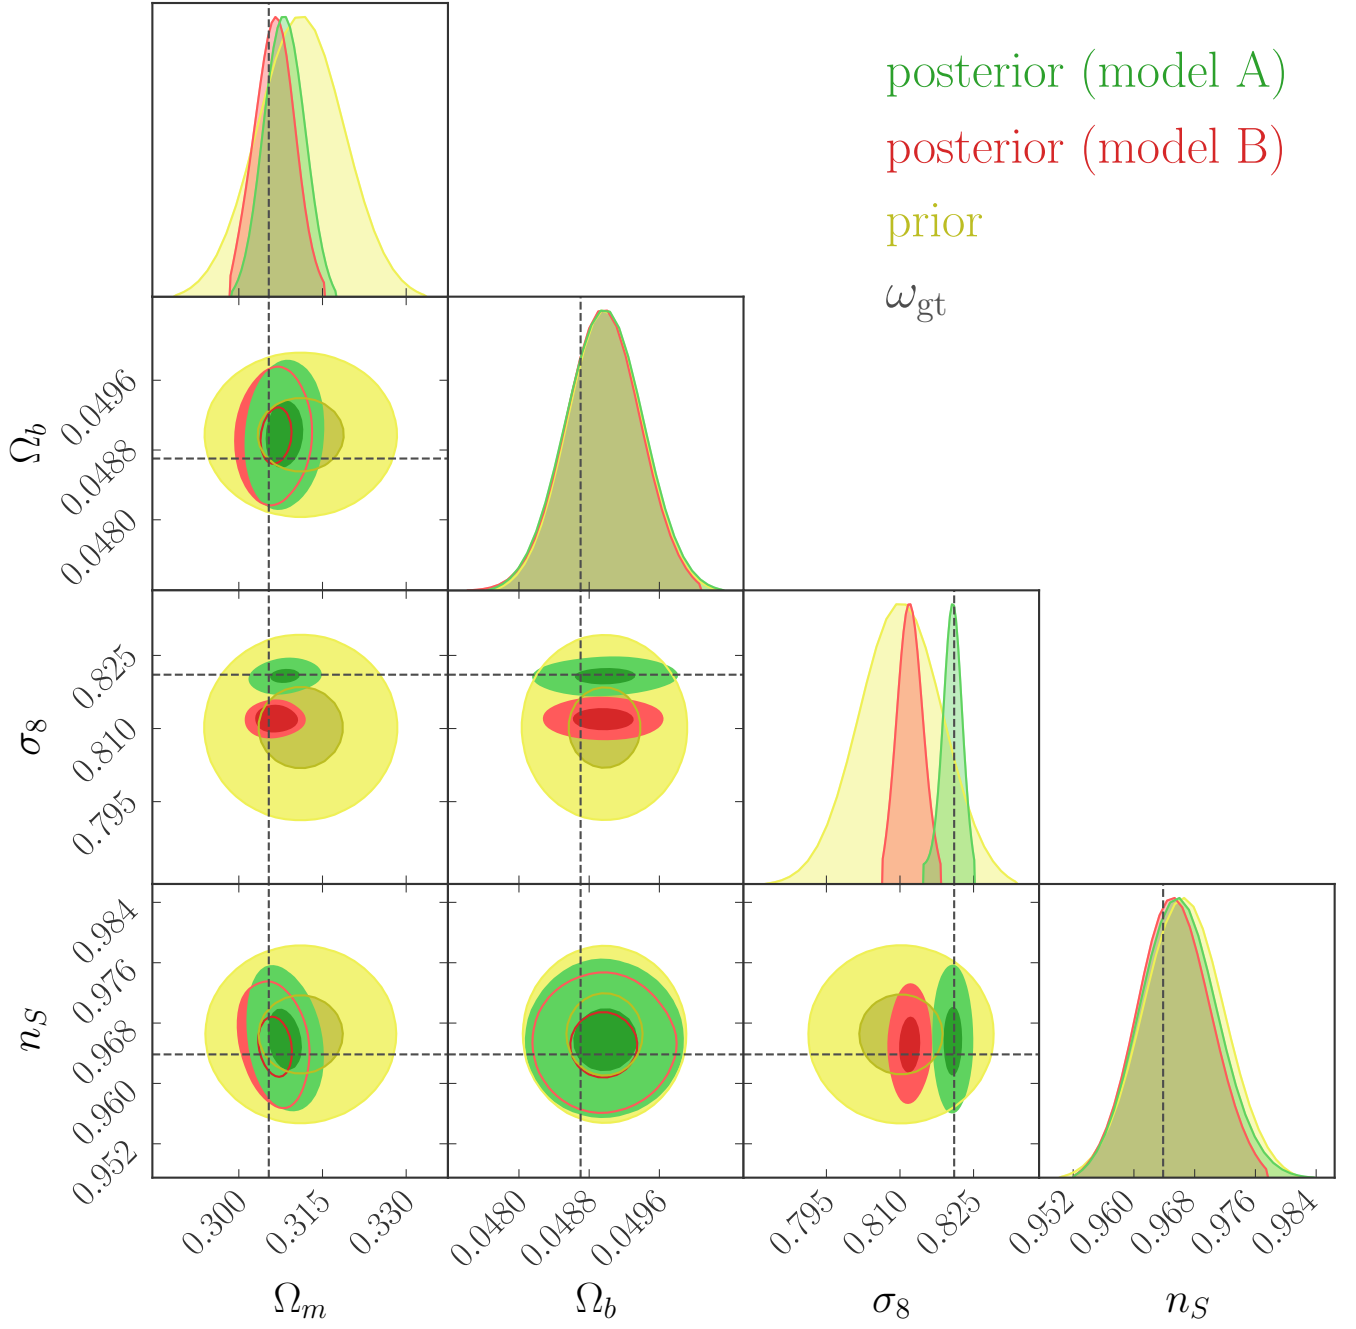 posterior (model A)
posterior (model B)
prior
ω_gt
Ω_b
0.0496
0.0488
0.0480
σ_8
0.825
0.810
0.795
n_S
0.984
0.976
0.968
0.960
0.952
0.300 0.315 0.330 0.0480 0.0488 0.0496 0.795 0.810 0.825 0.952 0.960 0.968 0.976 0.984
Ω_m Ω_b σ_8 n_S